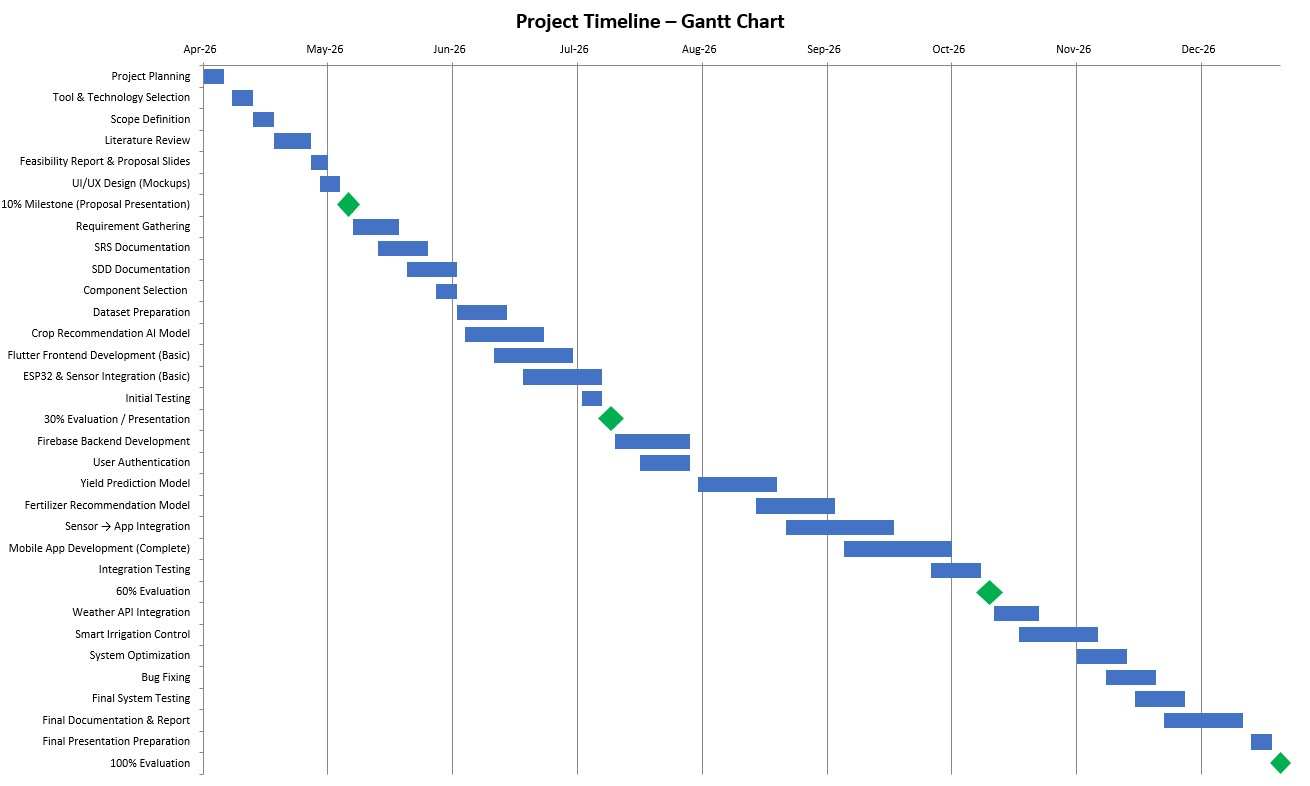 Project Timeline – Gantt Chart
Apr-26 May-26 Jun-26 Jul-26 Aug-26 Sep-26 Oct-26 Nov-26 Dec-26
Project Planning
Tool & Technology Selection
Scope Definition
Literature Review
Feasibility Report & Proposal Slides
UI/UX Design (Mockups)
10% Milestone (Proposal Presentation)
Requirement Gathering
SRS Documentation
SDD Documentation
Component Selection
Dataset Preparation
Crop Recommendation AI Model
Flutter Frontend Development (Basic)
ESP32 & Sensor Integration (Basic)
Initial Testing
30% Evaluation / Presentation
Firebase Backend Development
User Authentication
Yield Prediction Model
Fertilizer Recommendation Model
Sensor → App Integration
Mobile App Development (Complete)
Integration Testing
60% Evaluation
Weather API Integration
Smart Irrigation Control
System Optimization
Bug Fixing
Final System Testing
Final Documentation & Report
Final Presentation Preparation
100% Evaluation